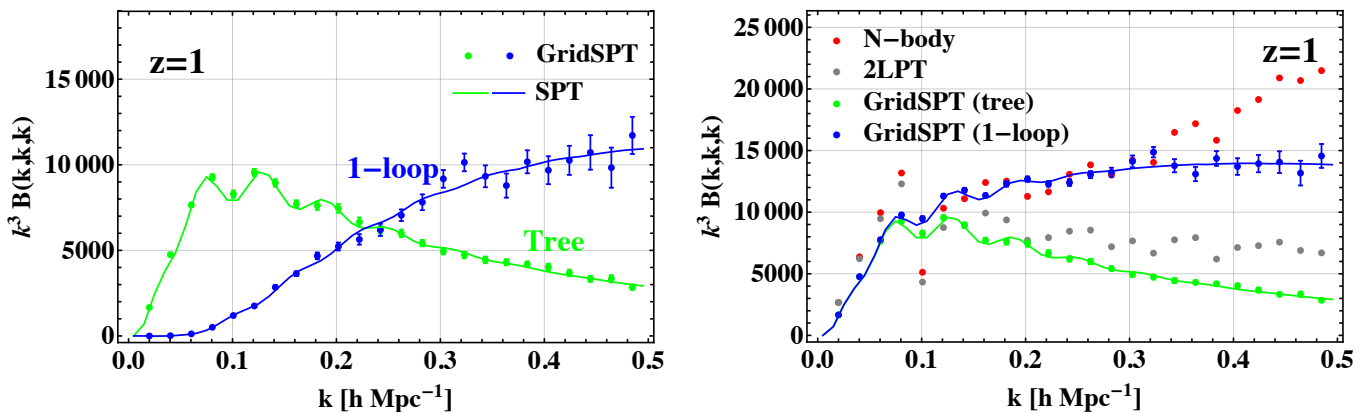 z=1
GridSPT
SPT
1-loop
Tree
15 000
10 000
5000
0
k³ B(k,k,k)
0.0 0.1 0.2 0.3 0.4 0.5
k [h Mpc⁻¹]
25 000
20 000
15 000
10 000
5000
0
k³ B(k,k,k)
N-body
2LPT
GridSPT (tree)
GridSPT (1-loop)
z=1
0.0 0.1 0.2 0.3 0.4 0.5
k [h Mpc⁻¹]